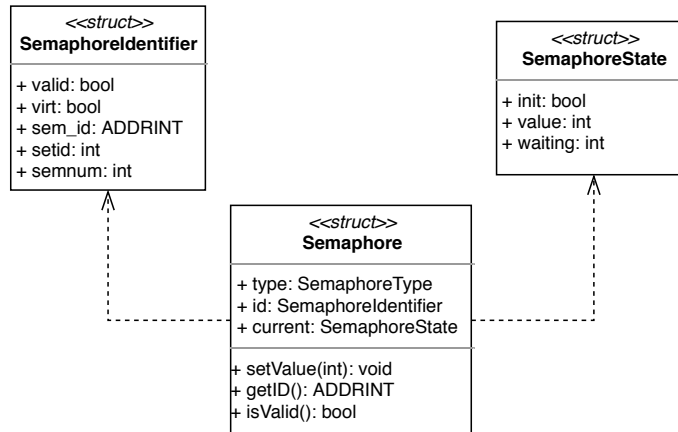 <<struct>>
SemaphoreIdentifier
+ valid: bool
+ virt: bool
+ sem_id: ADDRINT
+ setid: int
+ semnum: int
<<struct>>
SemaphoreState
+ init: bool
+ value: int
+ waiting: int
<<struct>>
Semaphore
+ type: SemaphoreType
+ id: SemaphoreIdentifier
+ current: SemaphoreState
+ setValue(int): void
+ getID(): ADDRINT
+ isValid(): bool